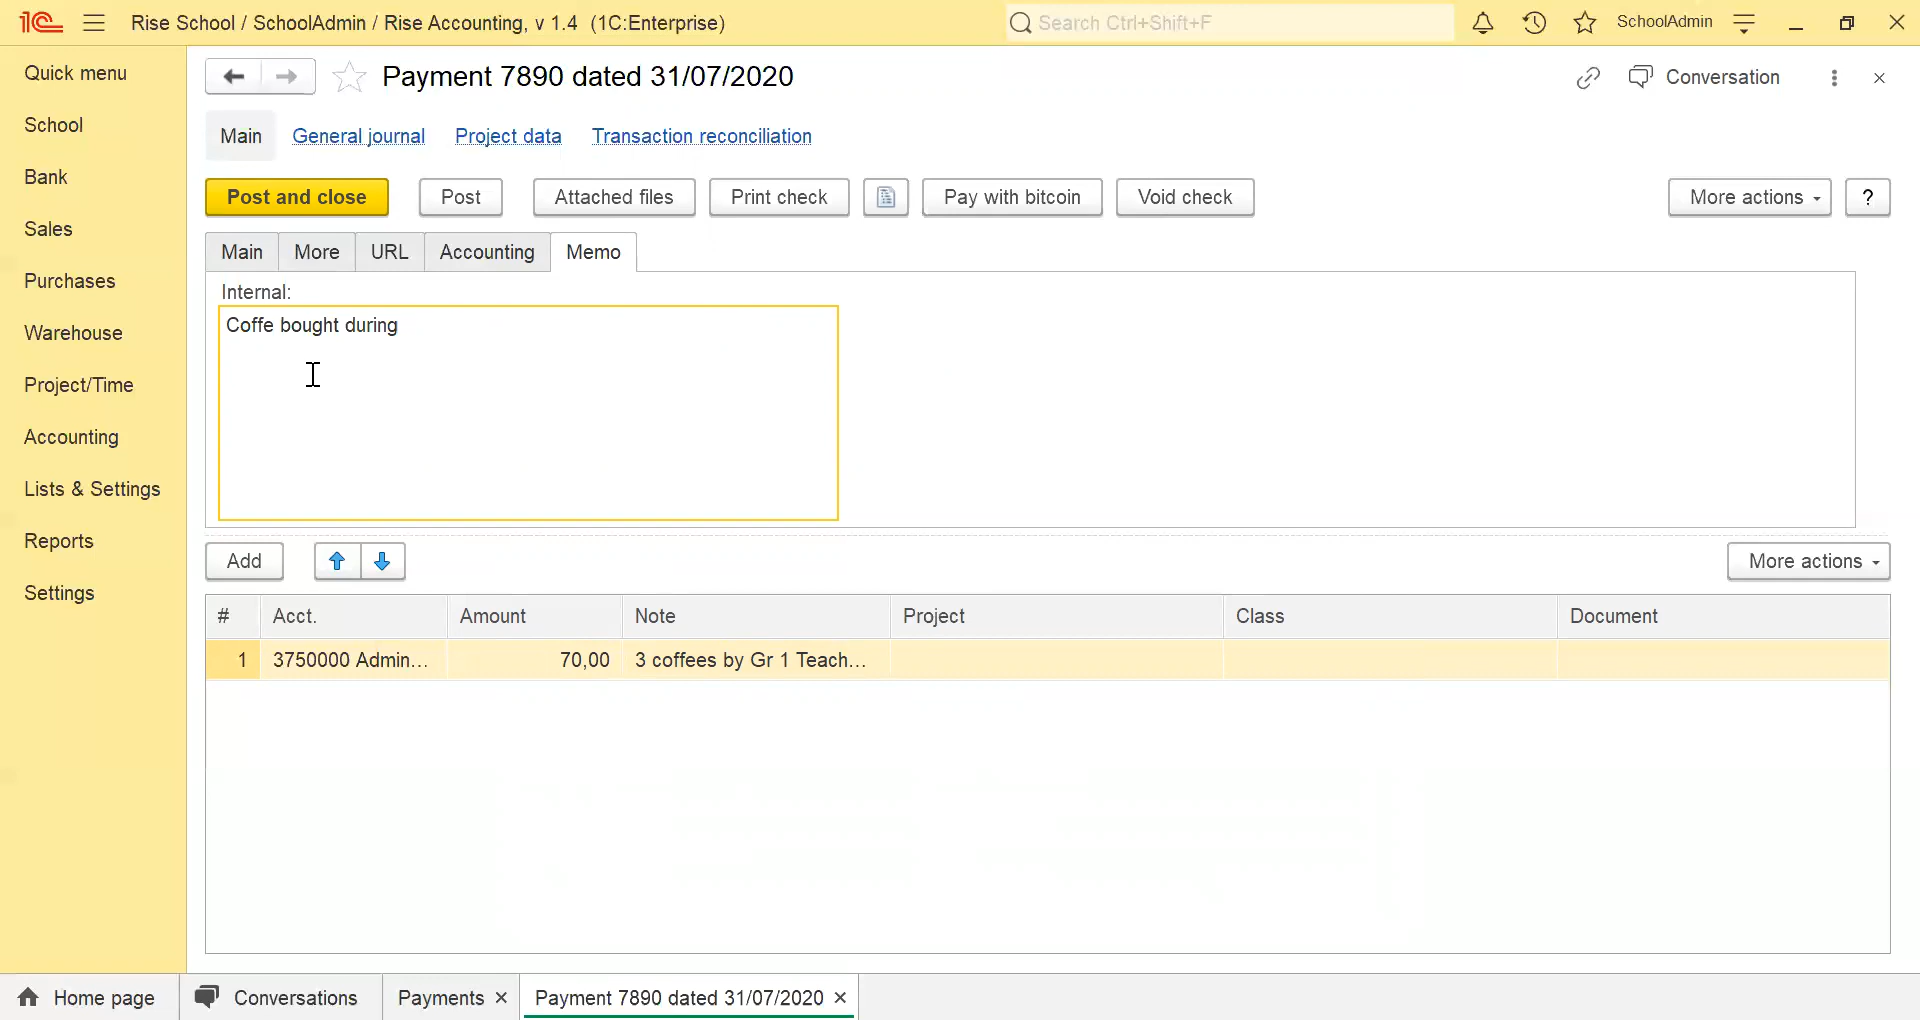 1C Rise School / SchoolAdmin / Rise Accounting, v 1.4 (1C:Enterprise) Search Ctrl+Shift+F SchoolAdmin
Quick menu
School
Bank
Sales
Purchases
Warehouse
Project/Time
Accounting
Lists & Settings
Reports
Settings
Payment 7890 dated 31/07/2020 Conversation
Main General journal Project data Transaction reconciliation
Post and close Post Attached files Print check Pay with bitcoin Void check More actions ?
Main More URL Accounting Memo
Internal:
Coffe bought during
Add More actions
# Acct. Amount Note Project Class Document
1 3750000 Admin... 70,00 3 coffees by Gr 1 Teach...
Home page Conversations Payments Payment 7890 dated 31/07/2020